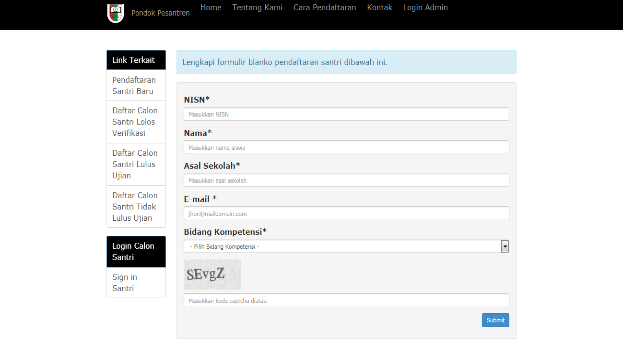 Pondok Pesantren Home Tentang Kami Cara Pendaftaran Kontak Login Admin
Link Terkait
Pendaftaran
Santri Baru
Daftar Calon
Santri Lolos
Verifikasi
Daftar Calon
Santri Lulus
Ujian
Daftar Calon
Santri Tidak
Lulus Ujian
Login Calon
Santri
Sign in
Santri
Lengkapi formulir blanko pendaftaran santri dibawah ini.
NISN*
Masukkan NISN
Nama*
Masukkan nama siswa
Asal Sekolah*
Masukkan asal sekolah
E-mail *
jhon@maildomain.com
Bidang Kompetensi*
- Pilih Bidang Kompetensi -
SEvgZ
Masukkan kode captcha diatas
Submit